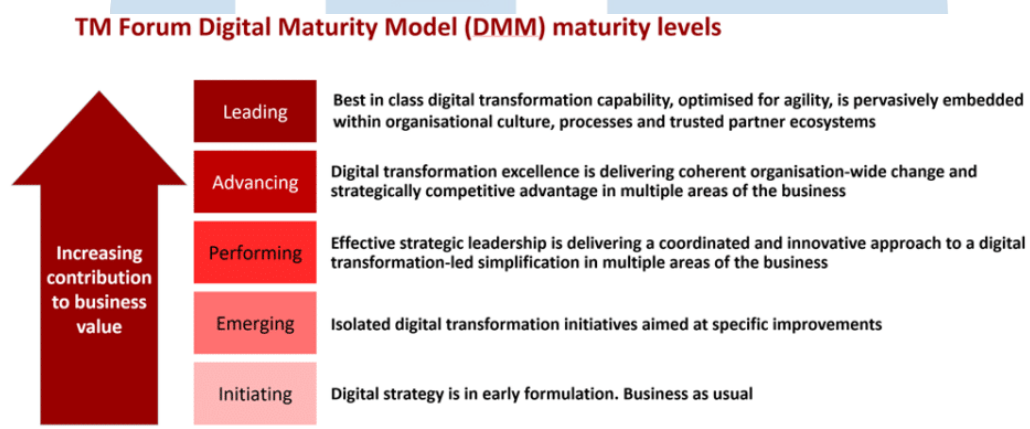 TM Forum Digital Maturity Model (DMM) maturity levels
Increasing
contribution
to business
value
Leading
Best in class digital transformation capability, optimised for agility, is pervasively embedded
within organisational culture, processes and trusted partner ecosystems
Advancing
Digital transformation excellence is delivering coherent organisation-wide change and
strategically competitive advantage in multiple areas of the business
Performing
Effective strategic leadership is delivering a coordinated and innovative approach to a digital
transformation-led simplification in multiple areas of the business
Emerging
Isolated digital transformation initiatives aimed at specific improvements
Initiating
Digital strategy is in early formulation. Business as usual